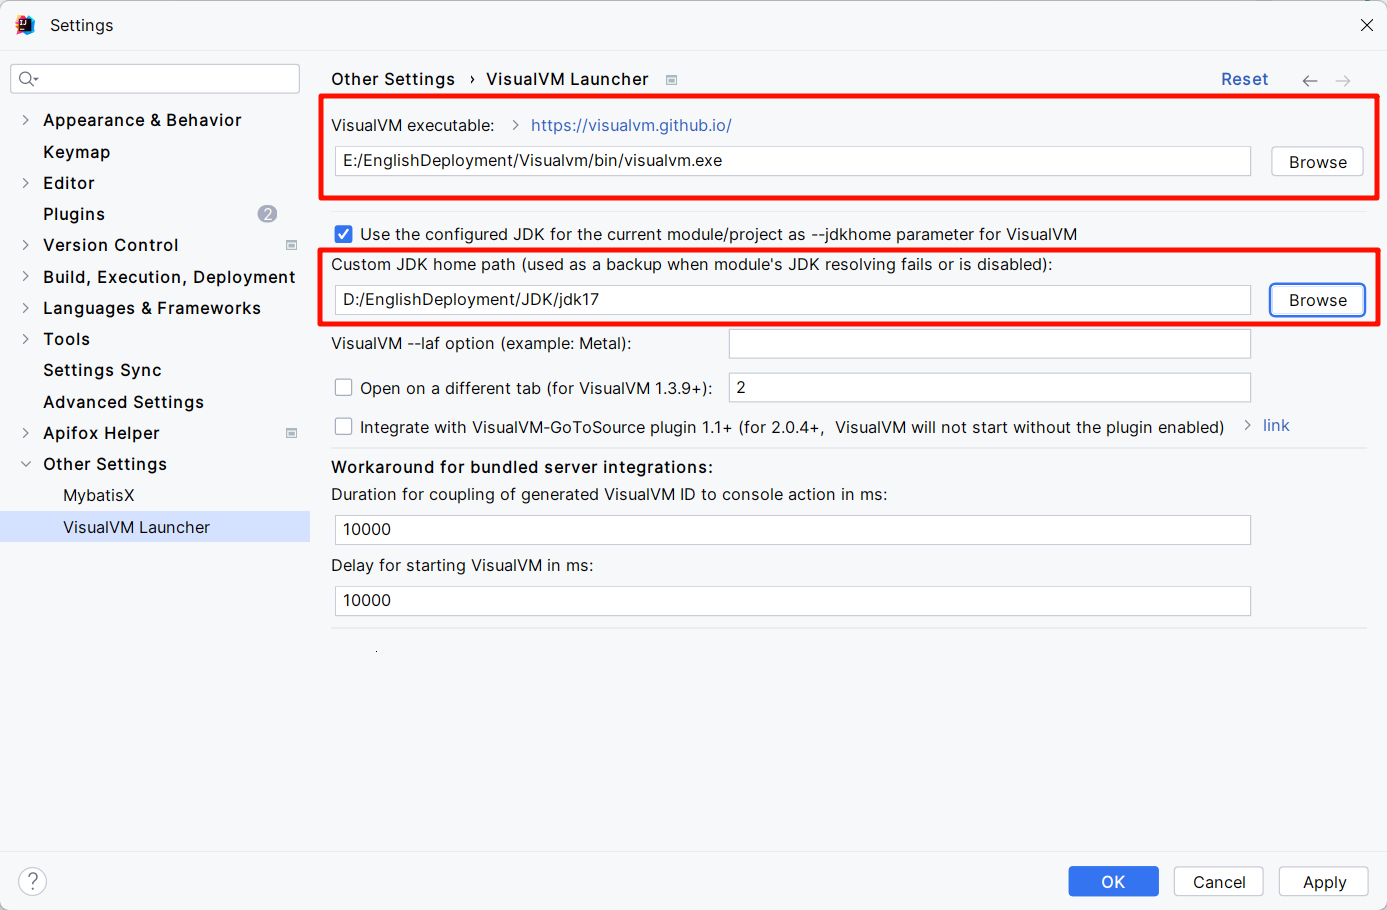 Settings
Other Settings › VisualVM Launcher
Reset
Appearance & Behavior
Keymap
Editor
Plugins 2
Version Control
Build, Execution, Deployment
Languages & Frameworks
Tools
Settings Sync
Advanced Settings
Apifox Helper
Other Settings
MybatisX
VisualVM Launcher
VisualVM executable: > https://visualvm.github.io/
E:/EnglishDeployment/Visualvm/bin/visualvm.exe
Browse
Use the configured JDK for the current module/project as --jdkhome parameter for VisualVM
Custom JDK home path (used as a backup when module's JDK resolving fails or is disabled):
D:/EnglishDeployment/JDK/jdk17
Browse
VisualVM --laf option (example: Metal):
Open on a different tab (for VisualVM 1.3.9+): 2
Integrate with VisualVM-GoToSource plugin 1.1+ (for 2.0.4+, VisualVM will not start without the plugin enabled) > link
Workaround for bundled server integrations:
Duration for coupling of generated VisualVM ID to console action in ms:
10000
Delay for starting VisualVM in ms:
10000
?
OK
Cancel
Apply